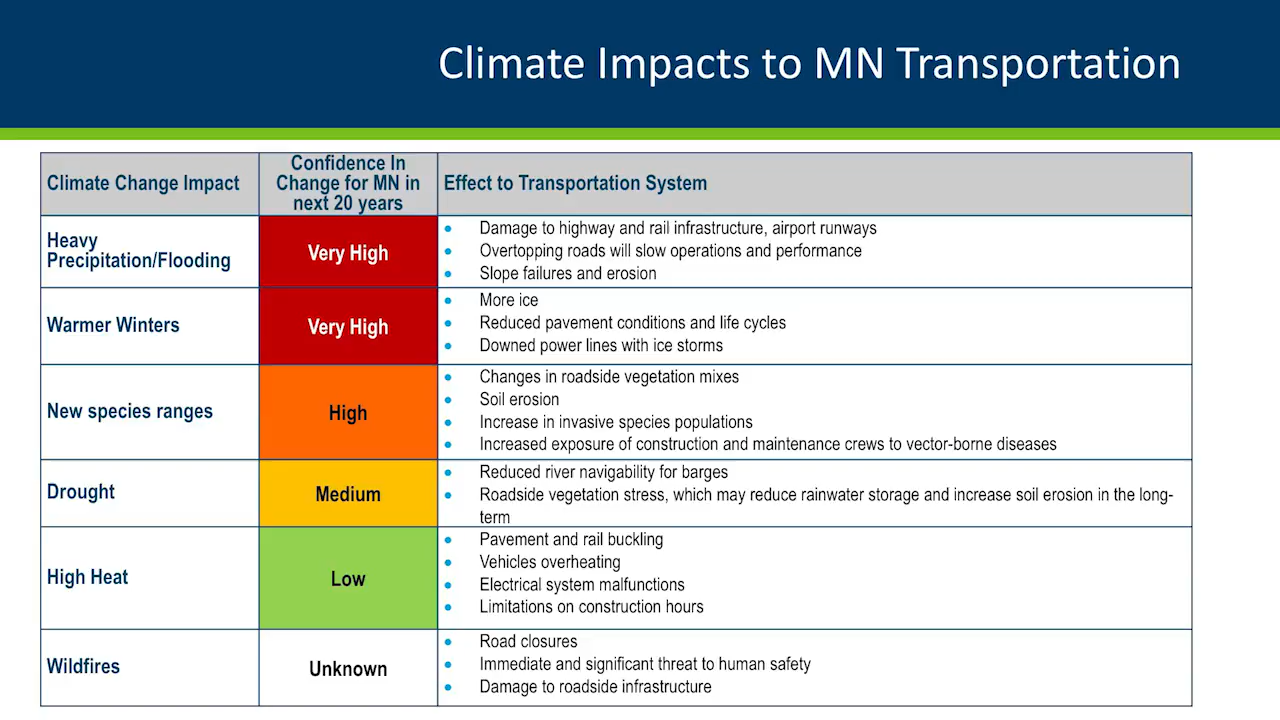 Climate Impacts to MN Transportation
Climate Change Impact
Confidence In
Change for MN in
next 20 years
Effect to Transportation System
Heavy
Precipitation/Flooding
Very High
Damage to highway and rail infrastructure, airport runways
Overtopping roads will slow operations and performance
Slope failures and erosion
Warmer Winters
Very High
More ice
Reduced pavement conditions and life cycles
Downed power lines with ice storms
New species ranges
High
Changes in roadside vegetation mixes
Soil erosion
Increase in invasive species populations
Increased exposure of construction and maintenance crews to vector-borne diseases
Drought
Medium
Reduced river navigability for barges
Roadside vegetation stress, which may reduce rainwater storage and increase soil erosion in the long-
term
High Heat
Low
Pavement and rail buckling
Vehicles overheating
Electrical system malfunctions
Limitations on construction hours
Wildfires
Unknown
Road closures
Immediate and significant threat to human safety
Damage to roadside infrastructure